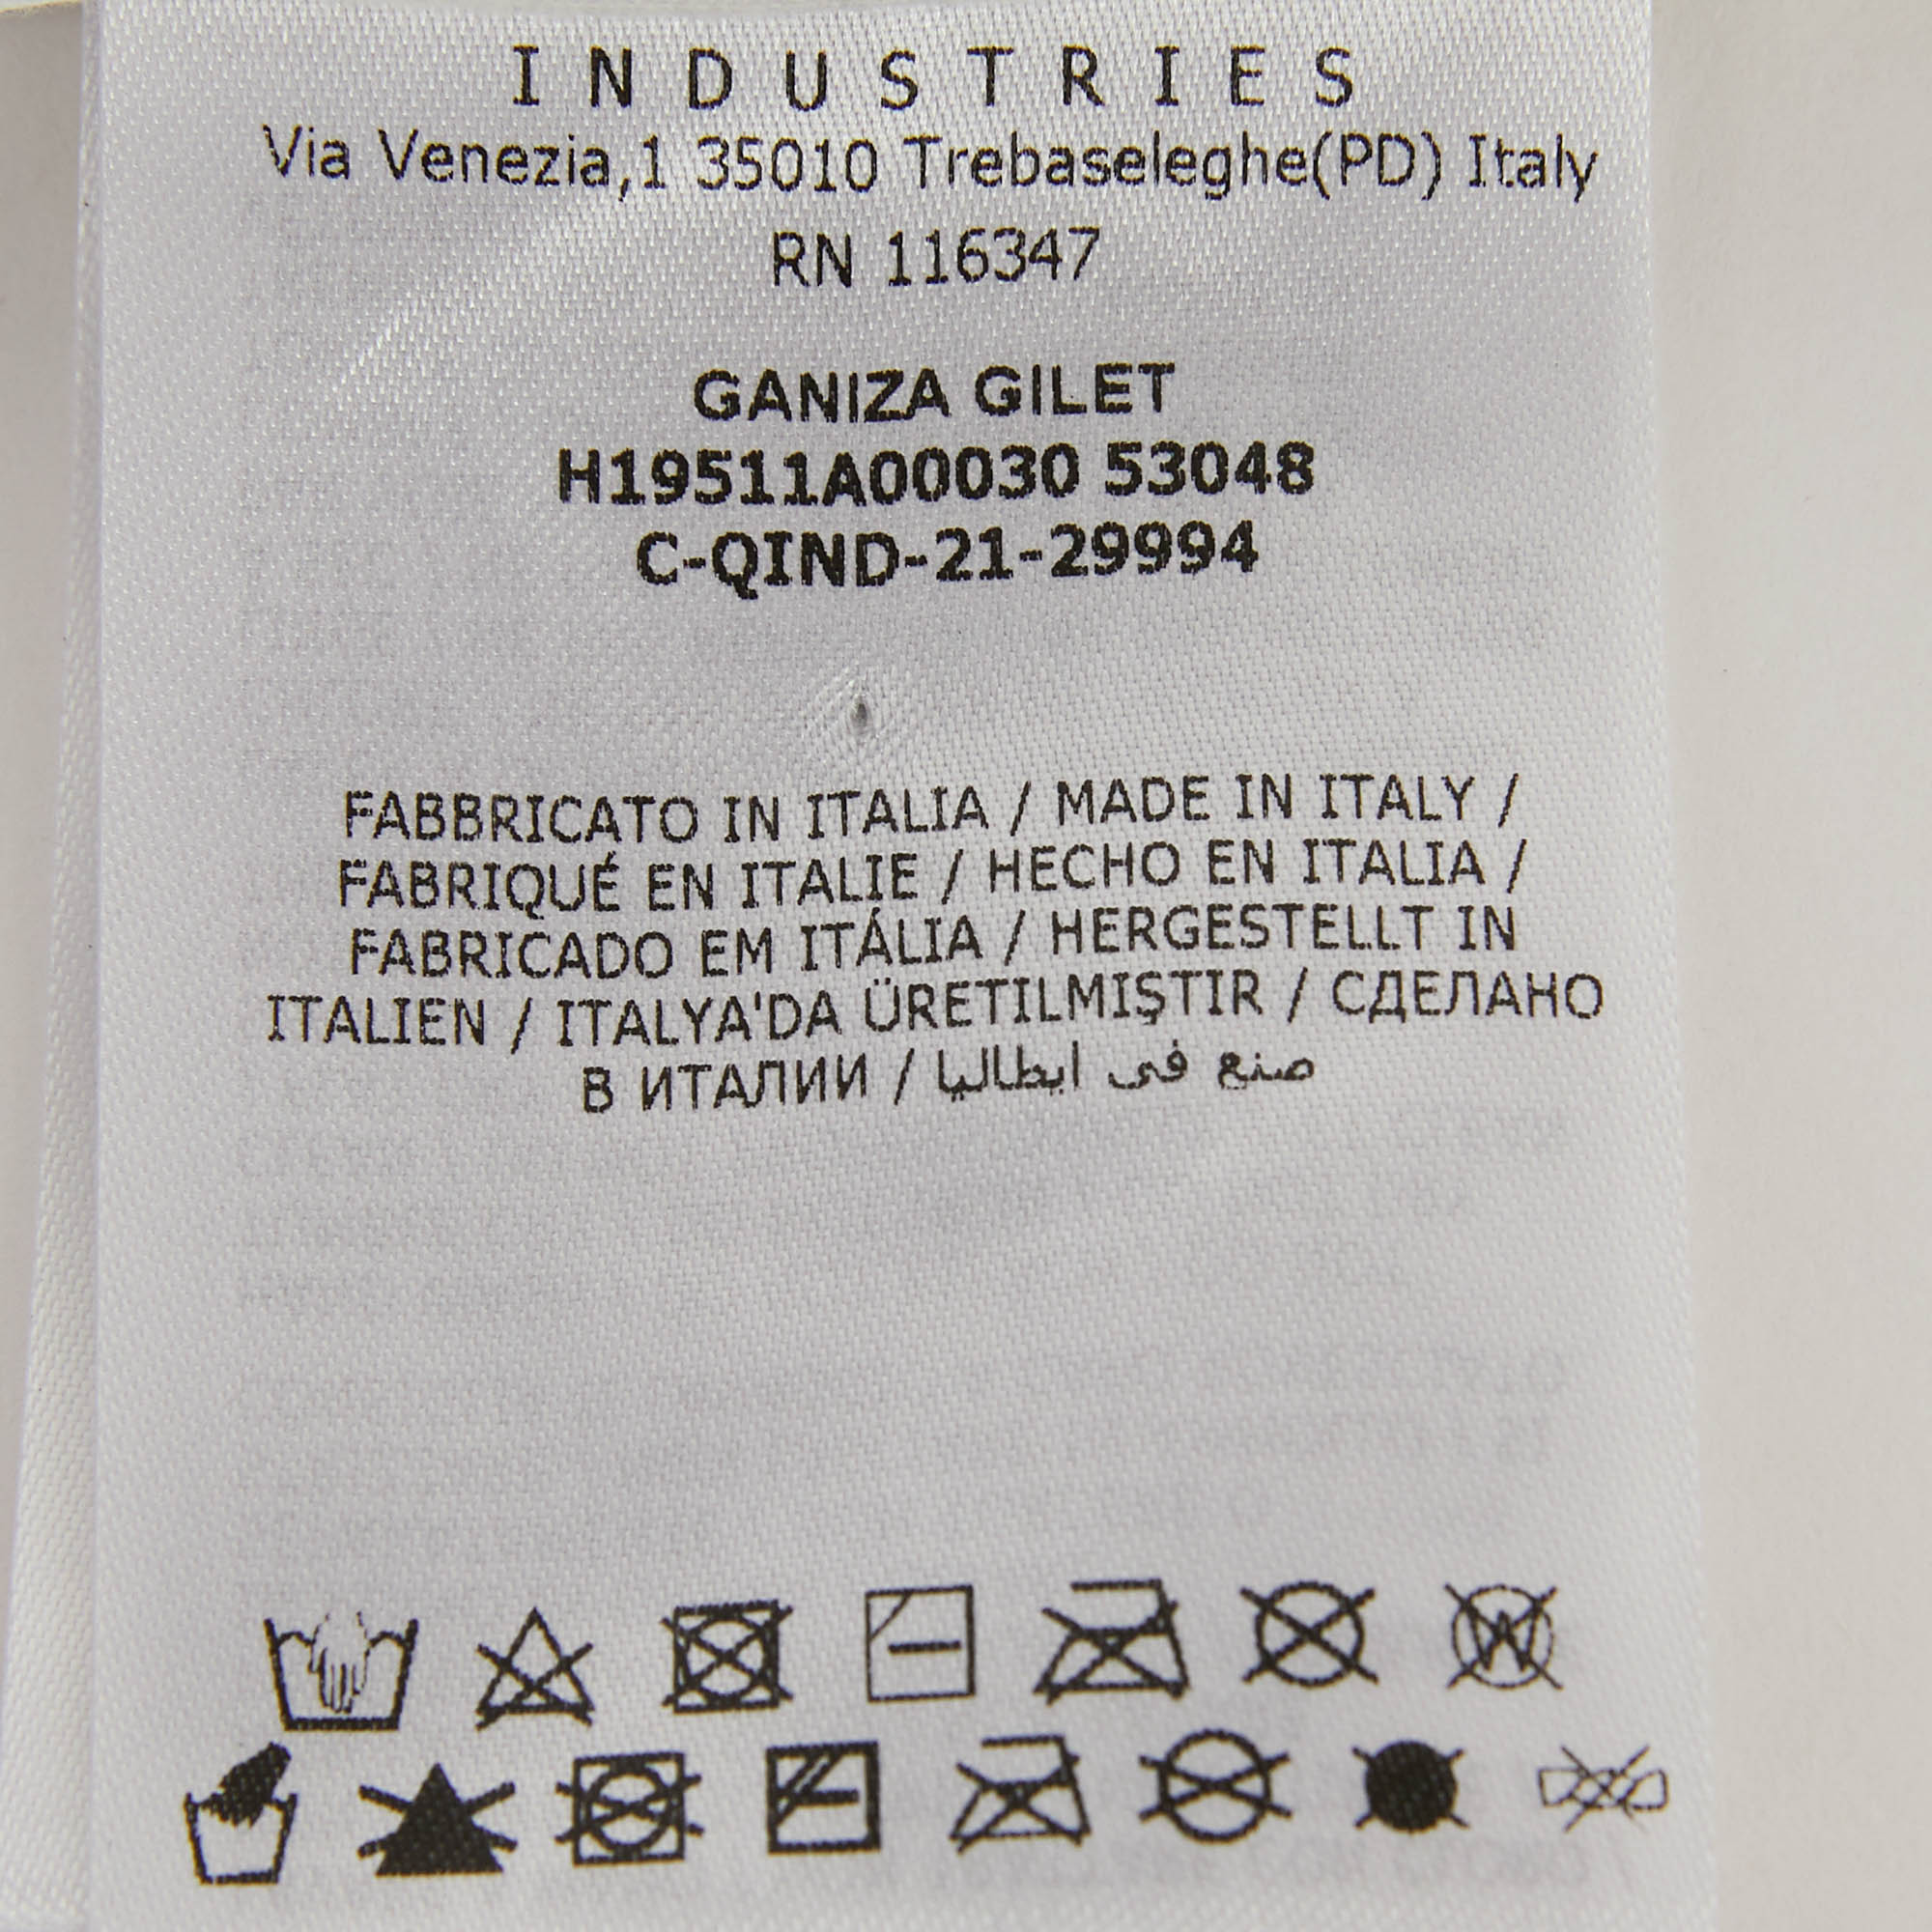 INDUSTRIES
Via Venezia,1 35010 Trebaseleghe(PD) Italy
RN 116347
GANIZA GILET
H19511A00030 53048
C-QIND-21-29994
FABBRICATO IN ITALIA / MADE IN ITALY /
FABRIQUÉ EN ITALIE / HECHO EN ITALIA /
FABRICADO EM ITÁLIA / HERGESTELLT IN
ITALIEN / ITALYA'DA ÜRETILMIŞTIR / СДЕЛАНО
В ИТАЛИИ / صنع فى ايطاليا
W